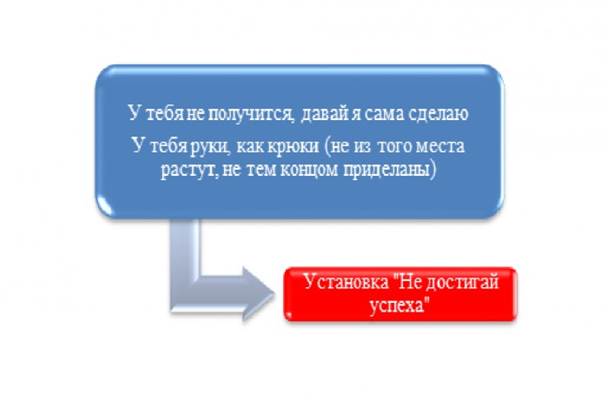 У тебя не получится, давай я сама сделаю
У тебя руки, как крюки (не из того места
растут, не тем концом приделаны)
Установка "Не достигай
успеха"